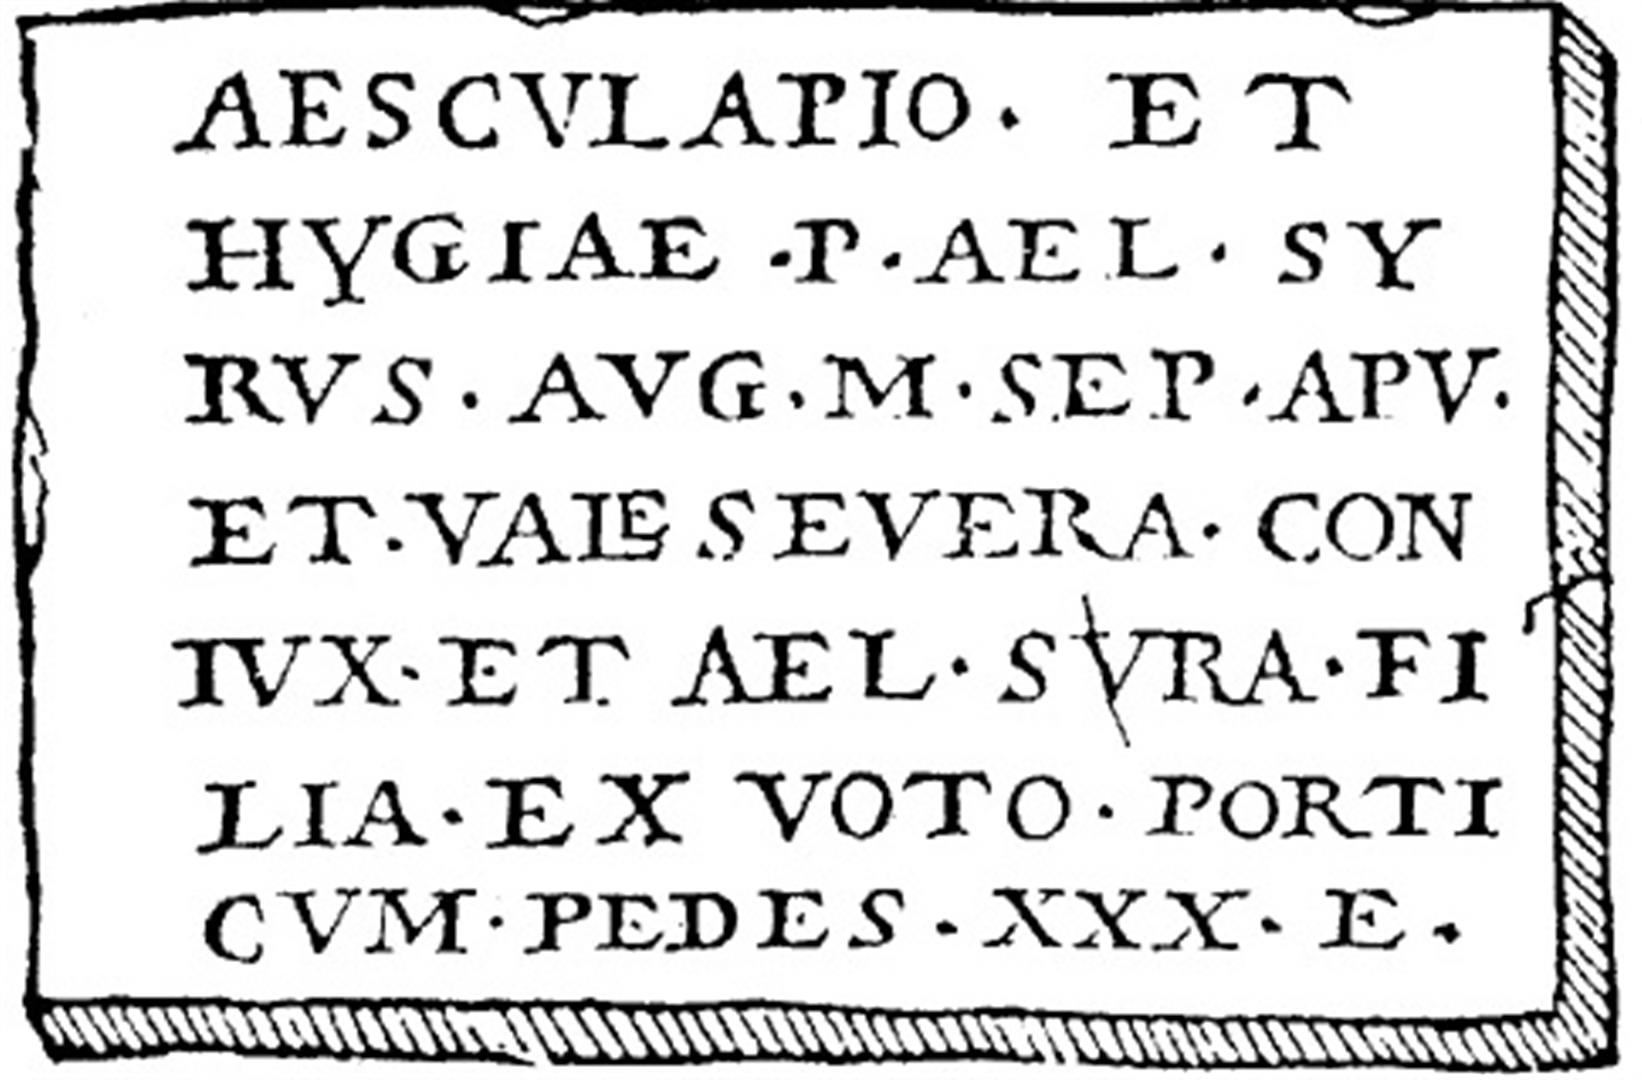 AESCVLAPIO · ET
HYGIAE · P · AEL · SY
RVS · AVG · M · SEP · APV ·
ET · VALE SEVERA · CON
IVX · ET AEL · SVRA · FI
LIA · EX VOTO · PORTI
CVM · PEDES · XXX · E ·